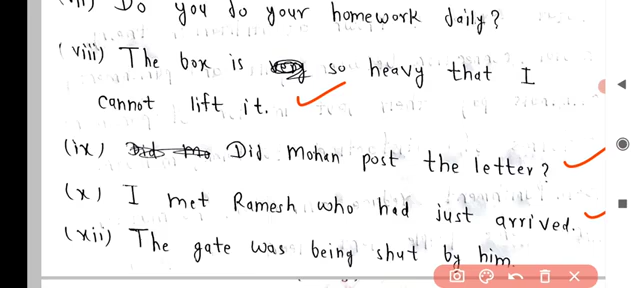 (vii) Do you do your homework daily?
(viii) The box is so heavy that I
cannot lift it.
(ix) Did Mohan post the letter?
(x) I met Ramesh who had just arrived.
(xii) The gate was being shut by him.